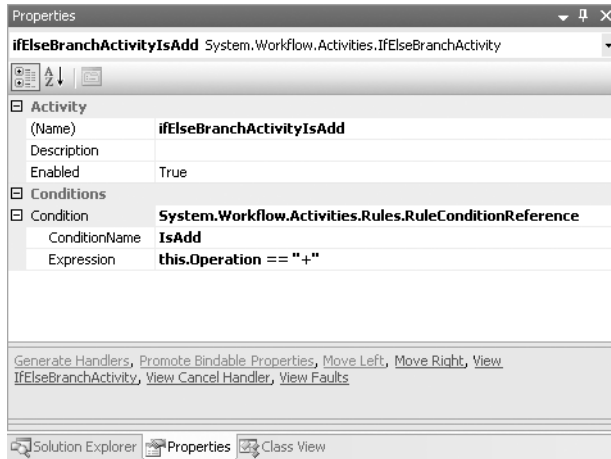 Properties
ifElseBranchActivityIsAdd System.Workflow.Activities.IfElseBranchActivity
Activity
(Name) ifElseBranchActivityIsAdd
Description
Enabled True
Conditions
Condition System.Workflow.Activities.Rules.RuleConditionReference
ConditionName IsAdd
Expression this.Operation == "+"
Generate Handlers, Promote Bindable Properties, Move Left, Move Right, View
IfElseBranchActivity, View Cancel Handler, View Faults
Solution Explorer Properties Class View